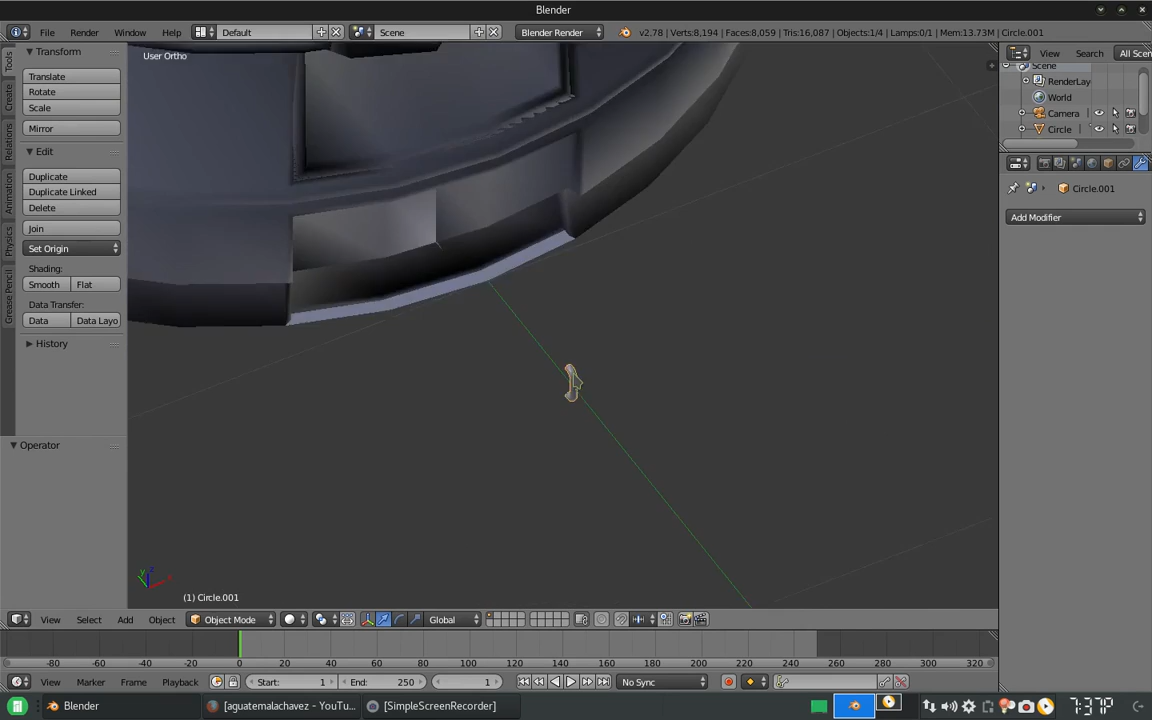 Blender
File Render Window Help Default Scene Blender Render v2.78 | Verts:8,194 | Faces:8,059 | Tris:16,087 | Objects:1/4 | Lamps:0/1 | Mem:13.73M | Circle.001
Tools
Create
Relations
Animation
Physics
Grease Pencil
Transform
Translate
Rotate
Scale
Mirror
Edit
Duplicate
Duplicate Linked
Delete
Join
Set Origin
Shading:
Smooth Flat
Data Transfer:
Data Data Layo
History
Operator
User Ortho
(1) Circle.001
View Search All Scen
Scene
RenderLay
World
Camera
Circle
Circle.001
Add Modifier
View Select Add Object Object Mode Global
-80 -60 -40 -20 0 20 40 60 80 100 120 140 160 180 200 220 240 260 280 300 320
View Marker Frame Playback Start: 1 End: 250 1 No Sync
Blender [aguatemalachavez - YouTu... [SimpleScreenRecorder] 7:37P